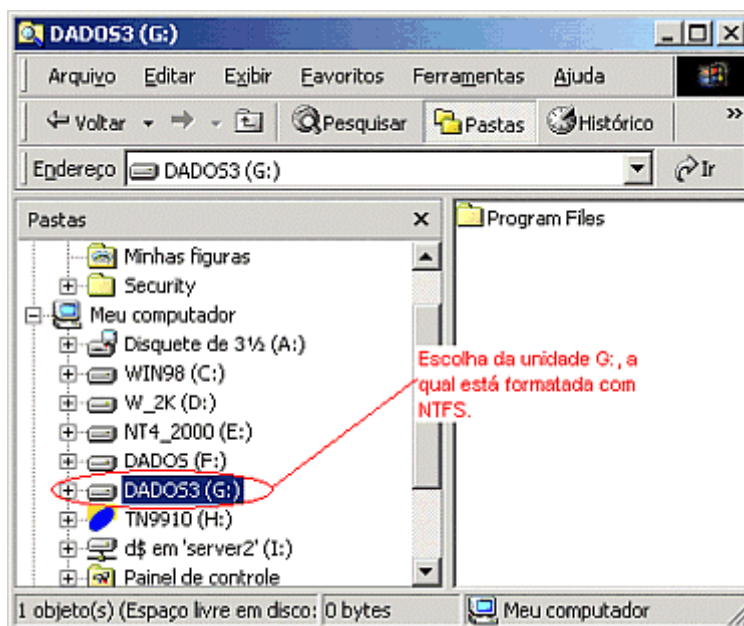 DADOS3 (G:)
Arquivo Editar Exibir Favoritos Ferramentas Ajuda
Voltar Pesquisar Pastas Histórico »
Endereço DADOS3 (G:) Ir
Pastas x
Minhas figuras
Security
Meu computador
Disquete de 3½ (A:)
WIN98 (C:)
W_2K (D:)
NT4_2000 (E:)
DADOS (F:)
DADOS3 (G:)
TN9910 (H:)
d$ em 'server2' (I:)
Painel de controle
Program Files
Escolha da unidade G:, a
qual está formatada com
NTFS.
1 objeto(s) (Espaço livre em disco: 0 bytes Meu computador